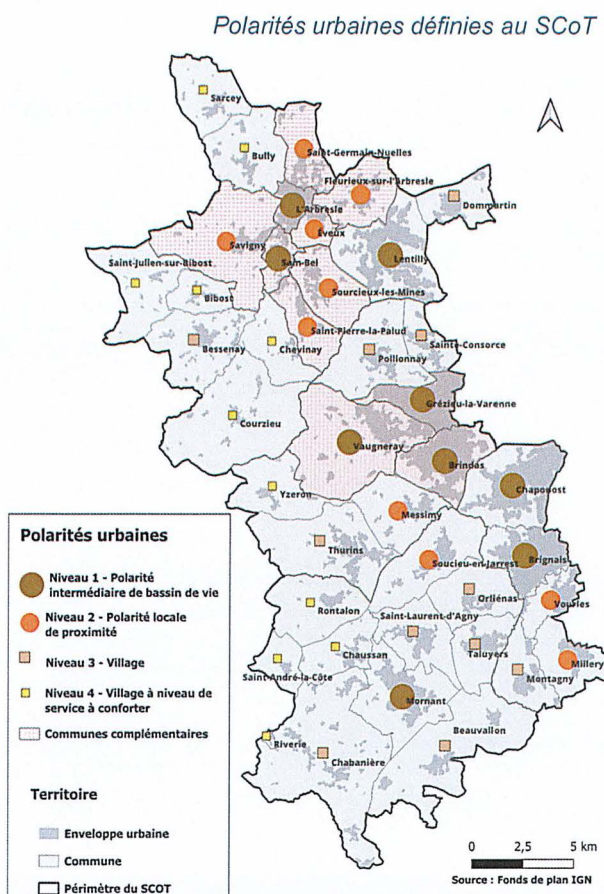 Polarités urbaines définies au SCoT
Sarcey
Bully
Saint-Germain-Nuelles
Fleurieux-sur-l'Arbresle
Dommartin
L'Arbresle
Éveux
Savigny
Sain-Bel
Lentilly
Saint-Julien-sur-Bibost
Bibost
Sourcieux-les-Mines
Saint-Pierre-la-Palud
Bessenay
Chevinay
Pollionnay
Sainte-Consorce
Grézieu-la-Varenne
Courzieu
Vaugneray
Brindas
Chaponost
Yzeron
Messimy
Thurins
Soucieu-en-Jarrest
Brignais
Orliénas
Vourles
Rontalon
Saint-Laurent-d'Agny
Chaussan
Taluyers
Millery
Saint-André-la-Côte
Montagny
Mornant
Riverie
Beauvallon
Chabanière
Polarités urbaines
Niveau 1 - Polarité
intermédiaire de bassin de vie
Niveau 2 - Polarité locale
de proximité
Niveau 3 - Village
Niveau 4 - Village à niveau de
service à conforter
Communes complémentaires
Territoire
Enveloppe urbaine
Commune
Périmètre du SCOT
0 2,5 5 km
Source : Fonds de plan IGN